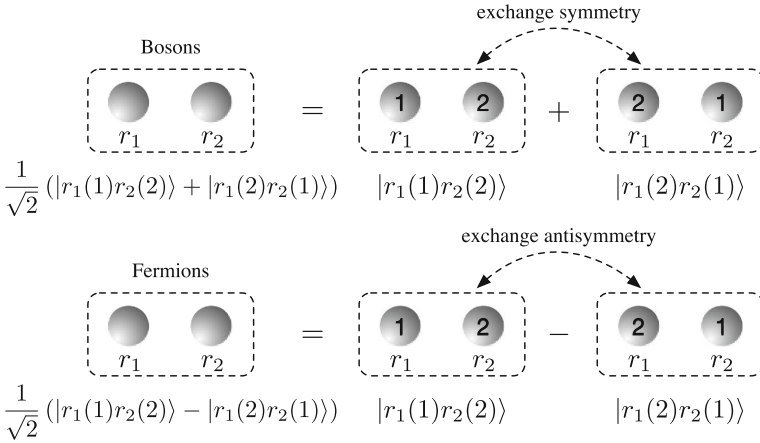 exchange symmetry
Bosons
1 2 2 1
= +
r₁ r₂ r₁ r₂ r₁ r₂
1/√2 (|r₁(1)r₂(2)⟩ + |r₁(2)r₂(1)⟩) |r₁(1)r₂(2)⟩ |r₁(2)r₂(1)⟩
exchange antisymmetry
Fermions
1 2 2 1
= −
r₁ r₂ r₁ r₂ r₁ r₂
1/√2 (|r₁(1)r₂(2)⟩ − |r₁(2)r₂(1)⟩) |r₁(1)r₂(2)⟩ |r₁(2)r₂(1)⟩